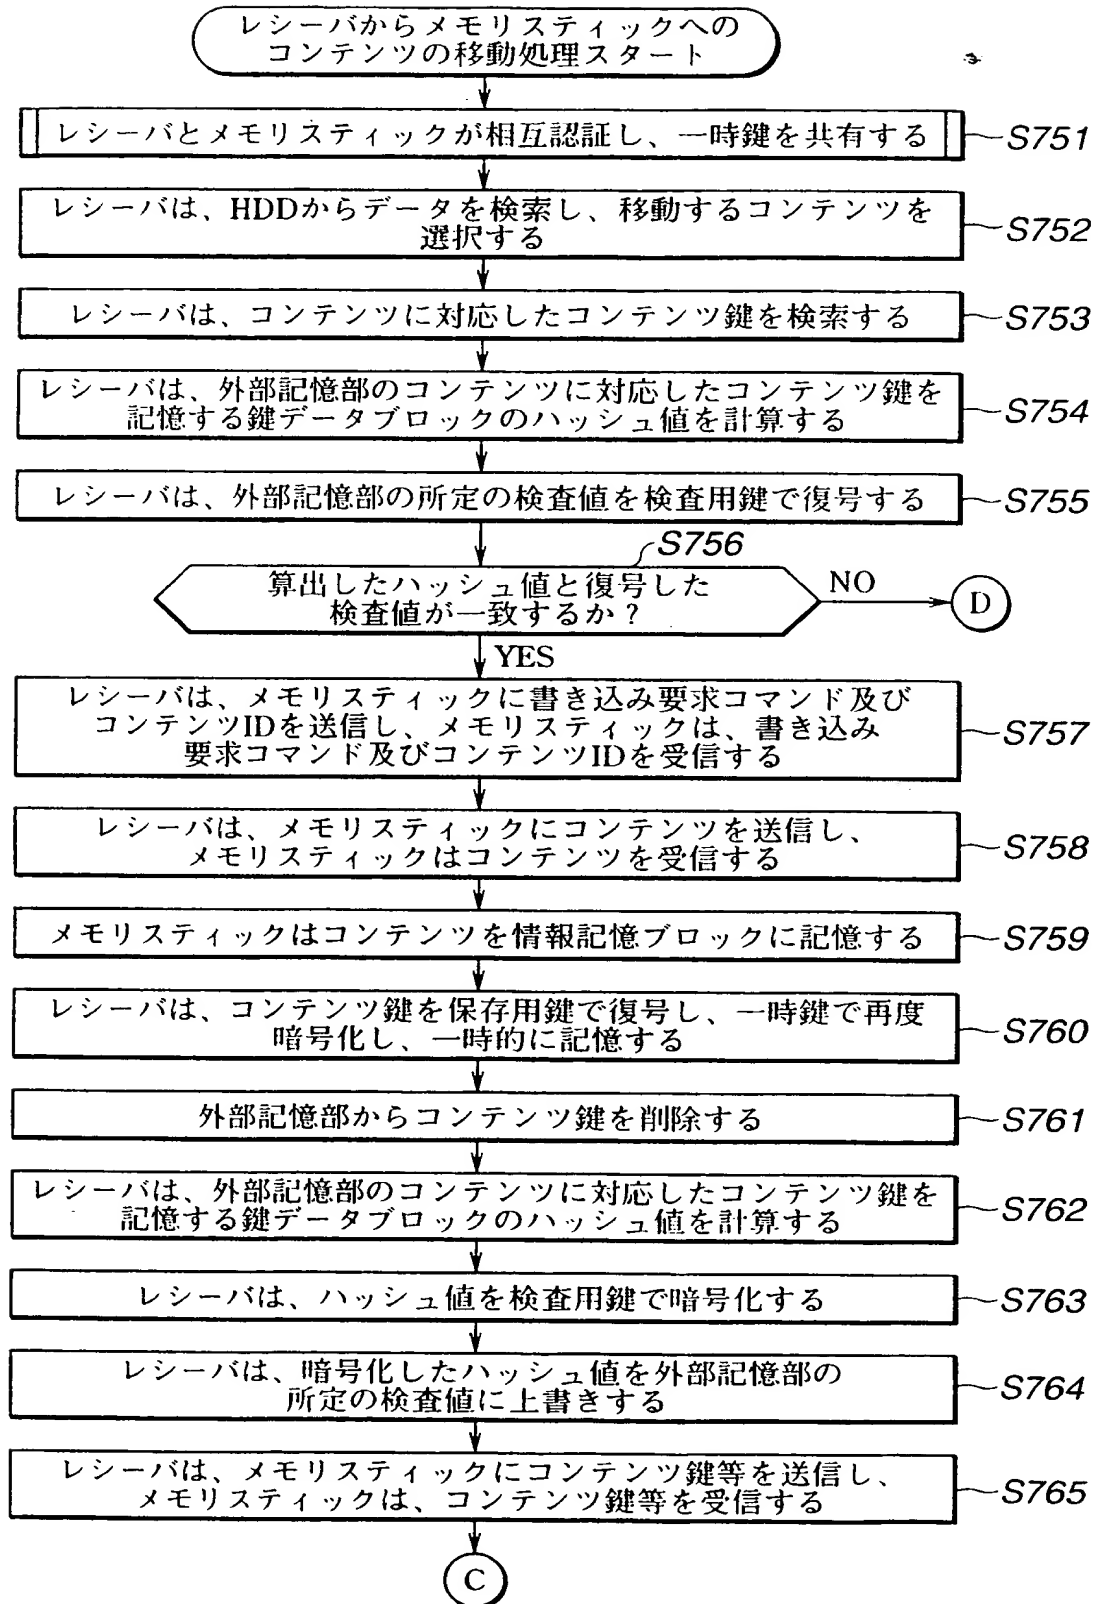 レシーバからメモリスティックへの
コンテンツの移動処理スタート
レシーバとメモリスティックが相互認証し、一時鍵を共有する
S751
レシーバは、HDDからデータを検索し、移動するコンテンツを
選択する
S752
レシーバは、コンテンツに対応したコンテンツ鍵を検索する
S753
レシーバは、外部記憶部のコンテンツに対応したコンテンツ鍵を
記憶する鍵データブロックのハッシュ値を計算する
S754
レシーバは、外部記憶部の所定の検査値を検査用鍵で復号する
S755
S756
算出したハッシュ値と復号した
検査値が一致するか?
NO
D
YES
レシーバは、メモリスティックに書き込み要求コマンド及び
コンテンツIDを送信し、メモリスティックは、書き込み
要求コマンド及びコンテンツIDを受信する
S757
レシーバは、メモリスティックにコンテンツを送信し、
メモリスティックはコンテンツを受信する
S758
メモリスティックはコンテンツを情報記憶ブロックに記憶する
S759
レシーバは、コンテンツ鍵を保存用鍵で復号し、一時鍵で再度
暗号化し、一時的に記憶する
S760
外部記憶部からコンテンツ鍵を削除する
S761
レシーバは、外部記憶部のコンテンツに対応したコンテンツ鍵を
記憶する鍵データブロックのハッシュ値を計算する
S762
レシーバは、ハッシュ値を検査用鍵で暗号化する
S763
レシーバは、暗号化したハッシュ値を外部記憶部の
所定の検査値に上書きする
S764
レシーバは、メモリスティックにコンテンツ鍵等を送信し、
メモリスティックは、コンテンツ鍵等を受信する
S765
C